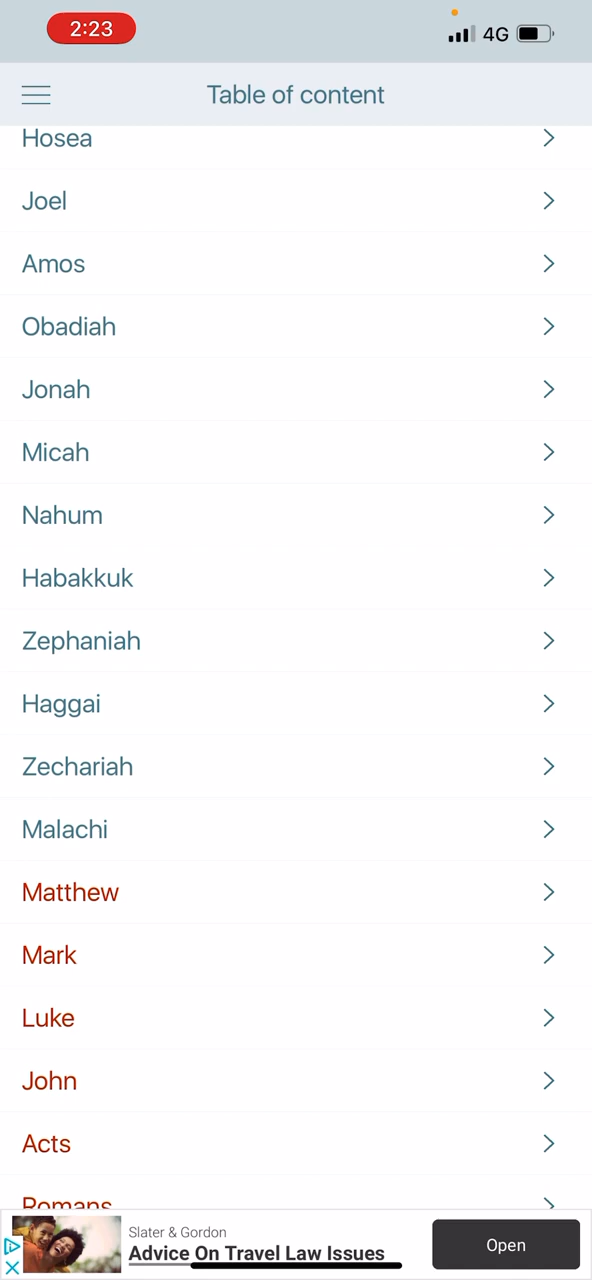 2:23
4G
Table of content
Hosea
Joel
Amos
Obadiah
Jonah
Micah
Nahum
Habakkuk
Zephaniah
Haggai
Zechariah
Malachi
Matthew
Mark
Luke
John
Acts
Romans
Slater & Gordon
Advice On Travel Law Issues
Open